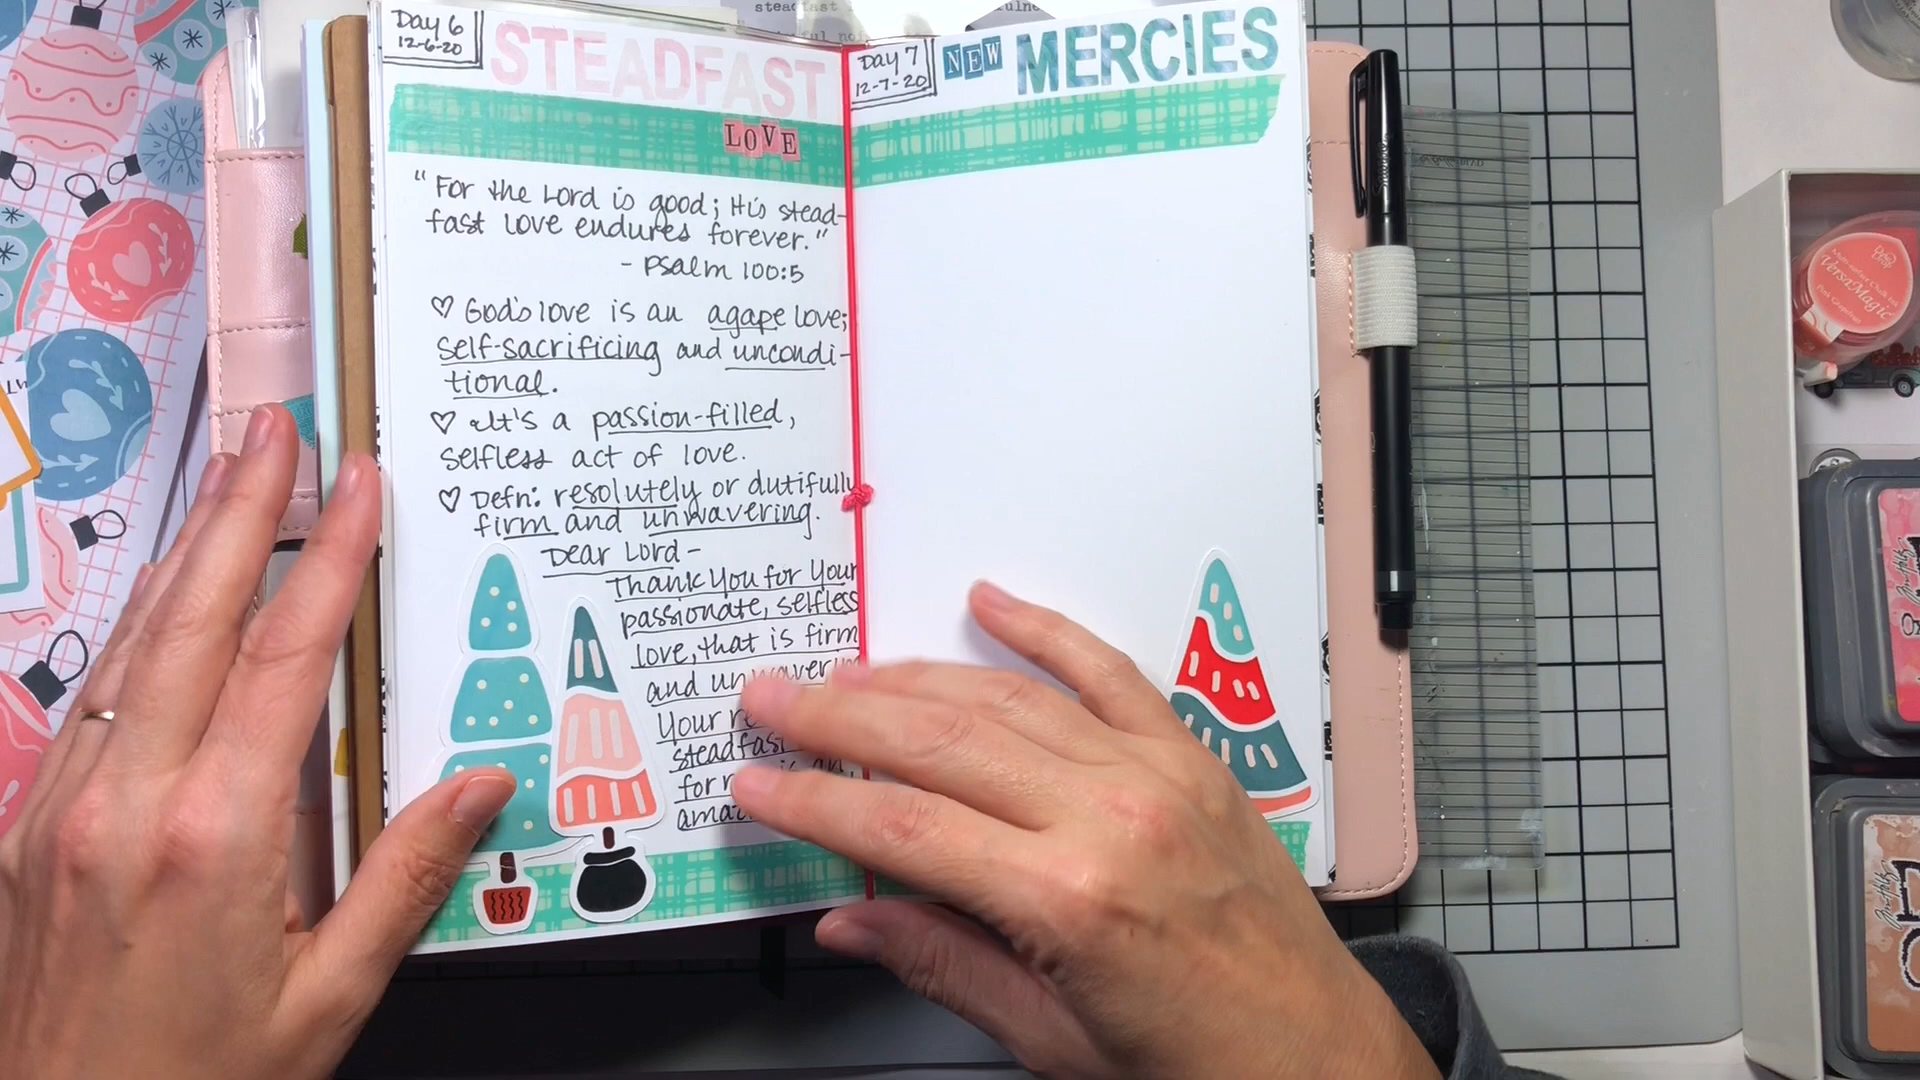 Day 6
12-6-20
STEADFAST
LOVE
"For the Lord is good; His stead-
fast love endures forever."
- Psalm 100:5
♡ God's love is an agape love;
self-sacrificing and uncondi-
tional.
♡ It's a passion-filled,
selfless act of love.
♡ Defn: resolutely or dutifully
firm and unwavering.
Dear Lord -
Thank You for Your
passionate, selfless
love, that is firm
and
Your
for
Day 7
12-7-20
NEW MERCIES
steadfast
VersaMagic